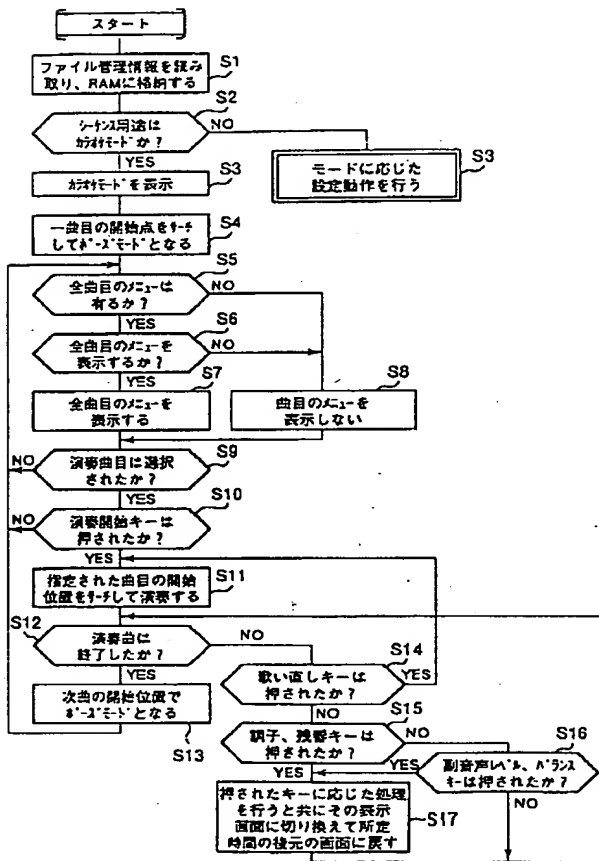 スタート
ファイル管理情報を読み
取り、RAMに格納する
S1
S2
シーケンス用途は
カラオケモードか？
NO
YES
カラオケモードを表示
S3
モードに応じた
設定動作を行う
S3
一曲目の開始点をサーチ
してポーズモードとなる
S4
S5
全曲目のメニューは
有るか？
NO
YES
S6
全曲目のメニューを
表示するか？
NO
YES
S7
全曲目のメニューを
表示する
S8
曲目のメニューを
表示しない
S9
演奏曲目は選択
されたか？
NO
YES
S10
演奏開始キーは
押されたか？
NO
YES
指定された曲目の開始
位置をサーチして演奏する
S11
S12
演奏曲は
終了したか？
NO
YES
次曲の開始位置で
ポーズモードとなる
S13
S14
歌い直しキーは
押されたか？
YES
NO
S15
調子、残響キーは
押されたか？
NO
YES
S16
副音声レベル、バランス
キーは押されたか？
YES
NO
押されたキーに応じた処理
を行うと共にその表示
画面に切り換えて所定
時間の後元の画面に戻す
S17